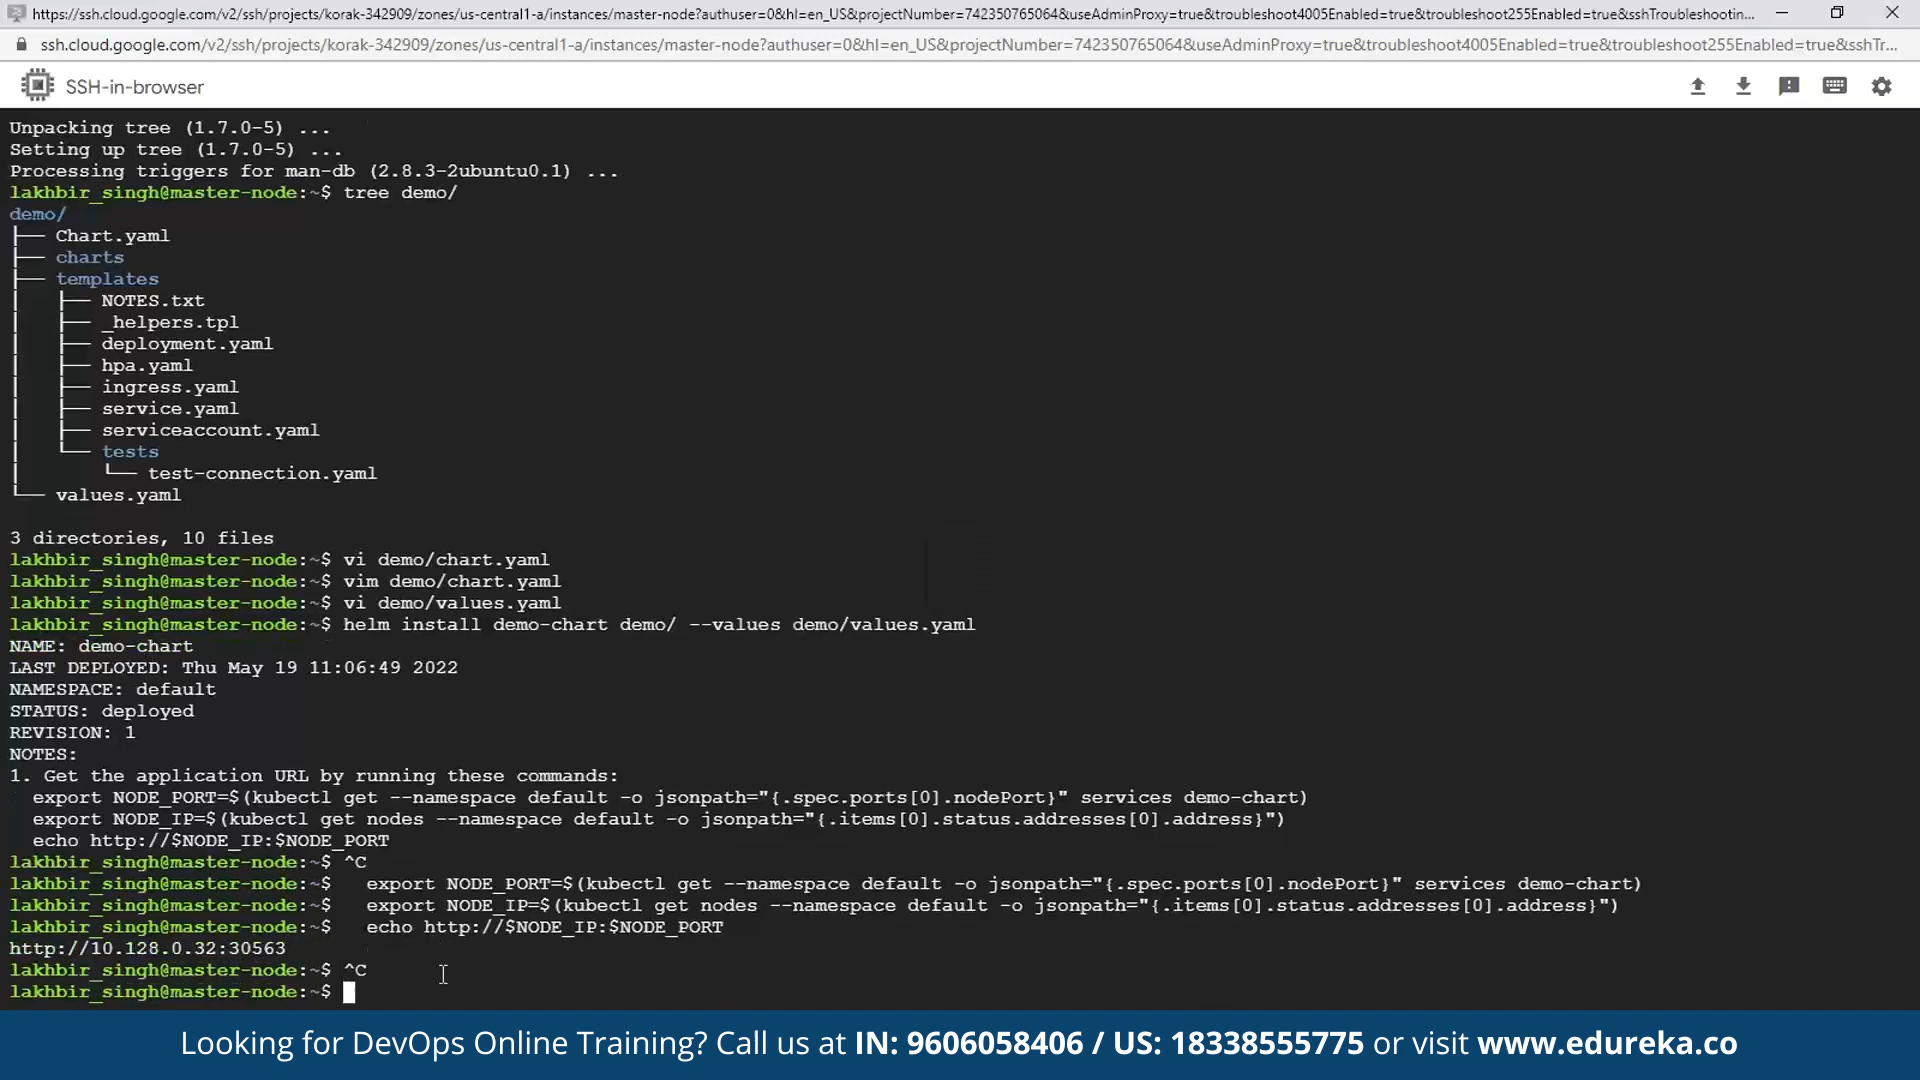 https://ssh.cloud.google.com/v2/ssh/projects/korak-342909/zones/us-central1-a/instances/master-node?authuser=0&hl=en_US&projectNumber=742350765064&useAdminProxy=true&troubleshoot4005Enabled=true&troubleshoot255Enabled=true&sshTroubleshootin...
ssh.cloud.google.com/v2/ssh/projects/korak-342909/zones/us-central1-a/instances/master-node?authuser=0&hl=en_US&projectNumber=742350765064&useAdminProxy=true&troubleshoot4005Enabled=true&troubleshoot255Enabled=true&sshTr...
SSH-in-browser
Unpacking tree (1.7.0-5) ...
Setting up tree (1.7.0-5) ...
Processing triggers for man-db (2.8.3-2ubuntu0.1) ...
lakhbir_singh@master-node:~$ tree demo/
demo/
├── Chart.yaml
├── charts
├── templates
│   ├── NOTES.txt
│   ├── _helpers.tpl
│   ├── deployment.yaml
│   ├── hpa.yaml
│   ├── ingress.yaml
│   ├── service.yaml
│   ├── serviceaccount.yaml
│   └── tests
│       └── test-connection.yaml
└── values.yaml
3 directories, 10 files
lakhbir_singh@master-node:~$ vi demo/chart.yaml
lakhbir_singh@master-node:~$ vim demo/chart.yaml
lakhbir_singh@master-node:~$ vi demo/values.yaml
lakhbir_singh@master-node:~$ helm install demo-chart demo/ --values demo/values.yaml
NAME: demo-chart
LAST DEPLOYED: Thu May 19 11:06:49 2022
NAMESPACE: default
STATUS: deployed
REVISION: 1
NOTES:
1. Get the application URL by running these commands:
  export NODE_PORT=$(kubectl get --namespace default -o jsonpath="{.spec.ports[0].nodePort}" services demo-chart)
  export NODE_IP=$(kubectl get nodes --namespace default -o jsonpath="{.items[0].status.addresses[0].address}")
  echo http://$NODE_IP:$NODE_PORT
lakhbir_singh@master-node:~$ ^C
lakhbir_singh@master-node:~$   export NODE_PORT=$(kubectl get --namespace default -o jsonpath="{.spec.ports[0].nodePort}" services demo-chart)
lakhbir_singh@master-node:~$   export NODE_IP=$(kubectl get nodes --namespace default -o jsonpath="{.items[0].status.addresses[0].address}")
lakhbir_singh@master-node:~$   echo http://$NODE_IP:$NODE_PORT
http://10.128.0.32:30563
lakhbir_singh@master-node:~$ ^C
lakhbir_singh@master-node:~$
Looking for DevOps Online Training? Call us at IN: 9606058406 / US: 18338555775 or visit www.edureka.co